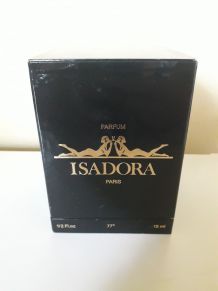 PARFUM
ISADORA
PARIS
1/2 Fl.oz 77° 15 ml